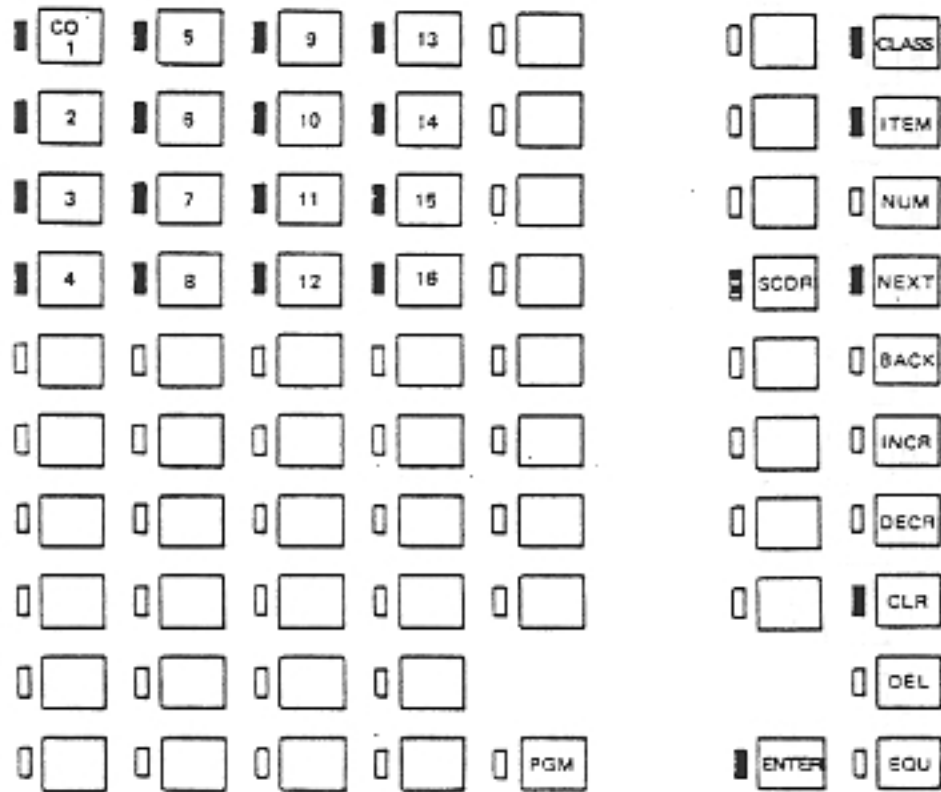 CO 5 9 13 CLASS
1
2 6 10 14 ITEM
3 7 11 15 NUM
4 8 12 16 SCDR NEXT
BACK
INCR
DECR
CLR
DEL
PGM ENTER EQU